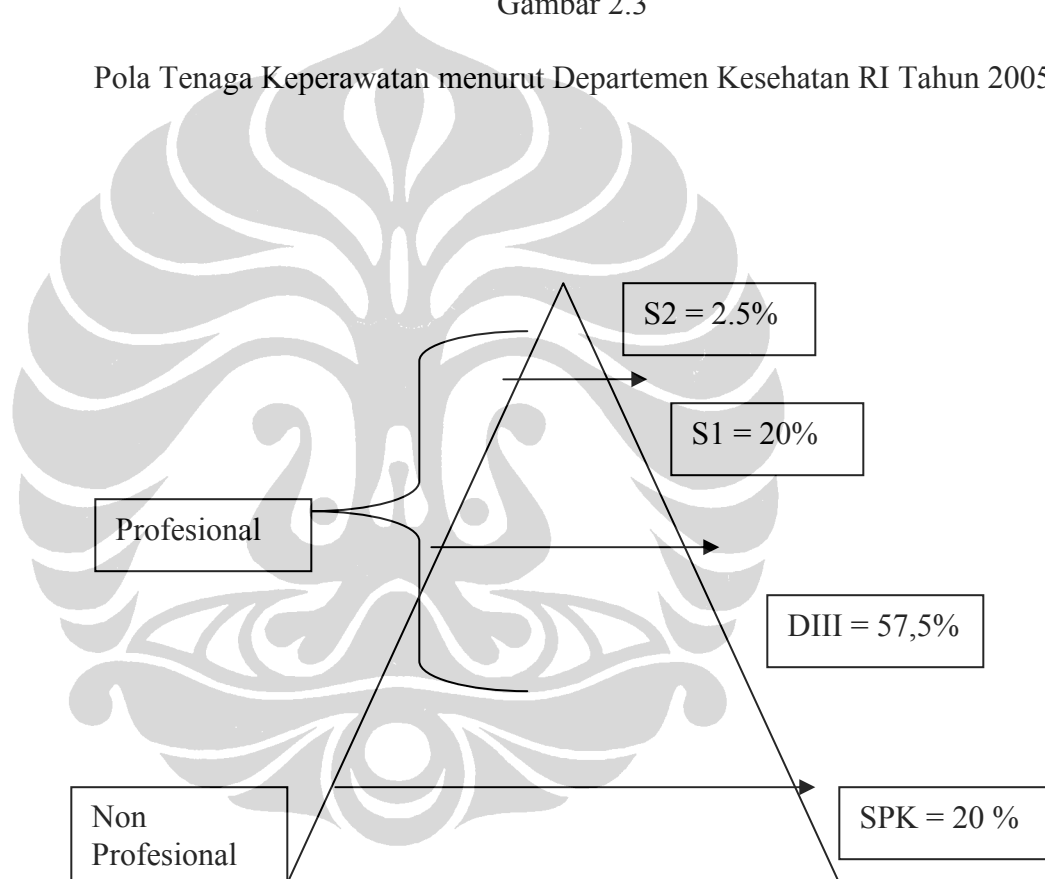 Gambar 2.3
Pola Tenaga Keperawatan menurut Departemen Kesehatan RI Tahun 2005
S2 = 2.5%
S1 = 20%
Profesional
DIII = 57,5%
Non
Profesional
SPK = 20 %